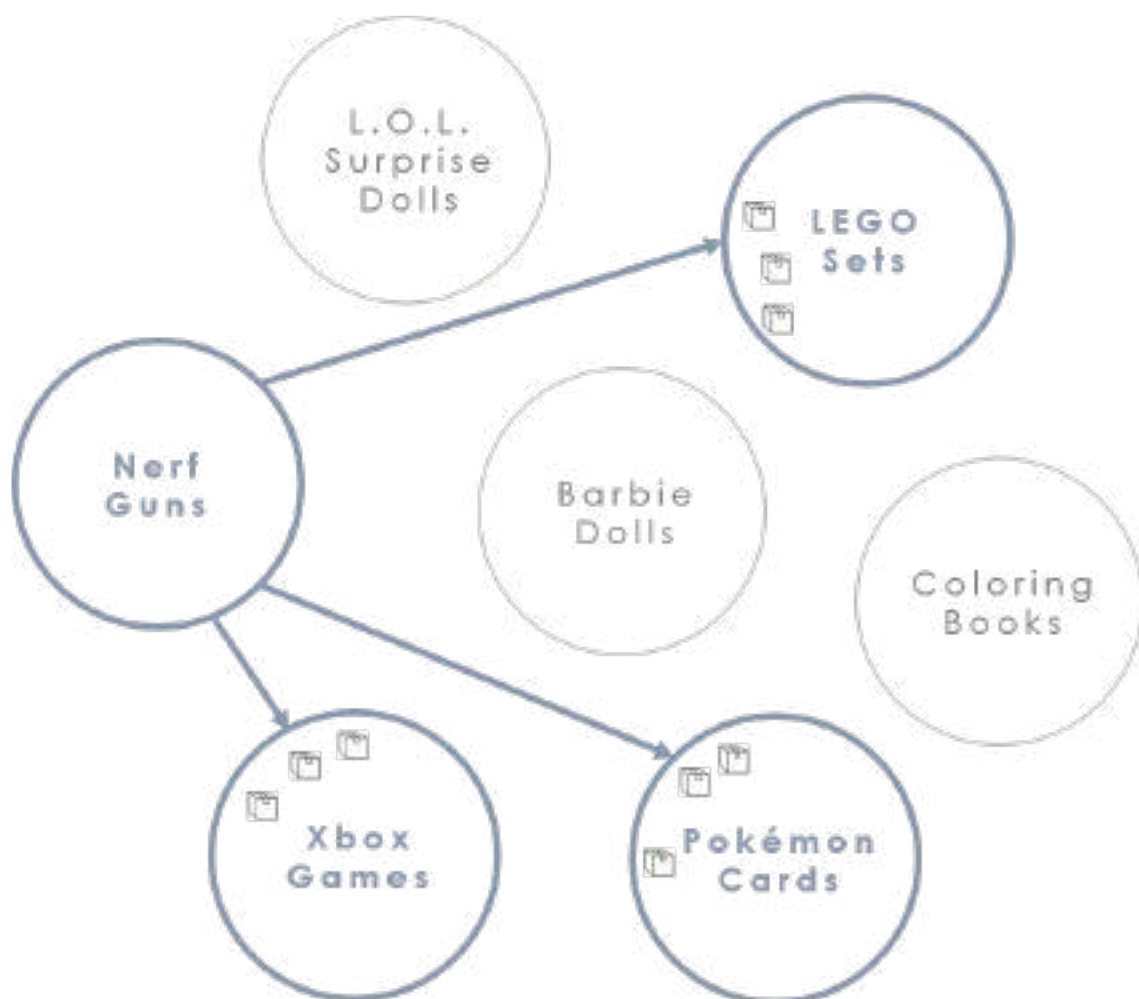 L.O.L.
Surprise
Dolls
LEGO
Sets
Nerf
Guns
Barbie
Dolls
Coloring
Books
Xbox
Games
Pokémon
Cards